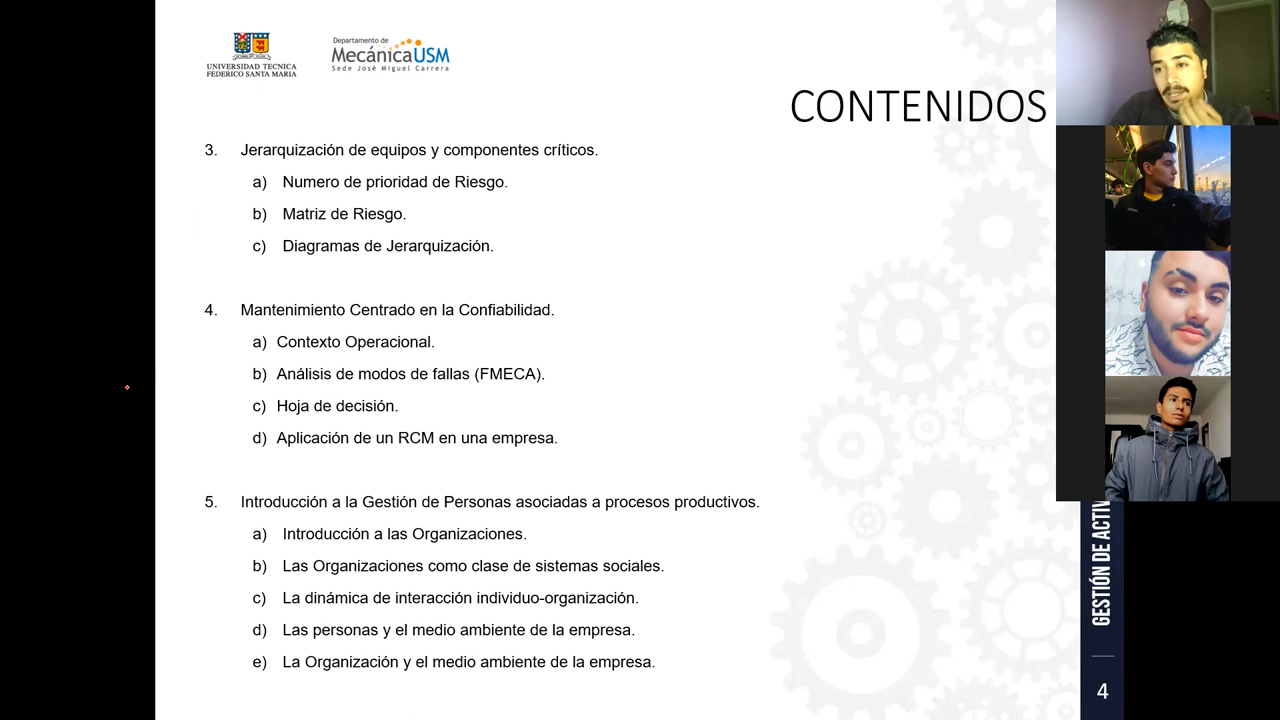 UNIVERSIDAD TECNICA
FEDERICO SANTA MARIA
Departamento de
MecánicaUSM
Sede José Miguel Carrera
CONTENIDOS
3. Jerarquización de equipos y componentes críticos.
a) Numero de prioridad de Riesgo.
b) Matriz de Riesgo.
c) Diagramas de Jerarquización.
4. Mantenimiento Centrado en la Confiabilidad.
a) Contexto Operacional.
b) Análisis de modos de fallas (FMECA).
c) Hoja de decisión.
d) Aplicación de un RCM en una empresa.
5. Introducción a la Gestión de Personas asociadas a procesos productivos.
a) Introducción a las Organizaciones.
b) Las Organizaciones como clase de sistemas sociales.
c) La dinámica de interacción individuo-organización.
d) Las personas y el medio ambiente de la empresa.
e) La Organización y el medio ambiente de la empresa.
GESTIÓN DE ACTIV
4